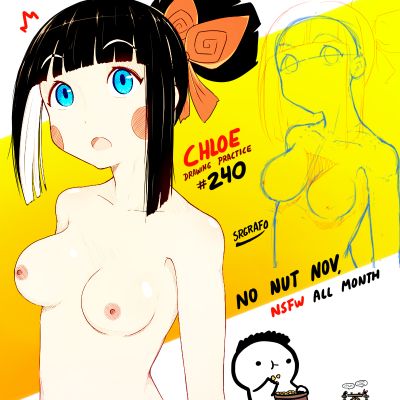 CHLOE
DRAWING PRACTICE
#240
SRGRAFO
NO NUT NOV,
NSFW ALL MONTH